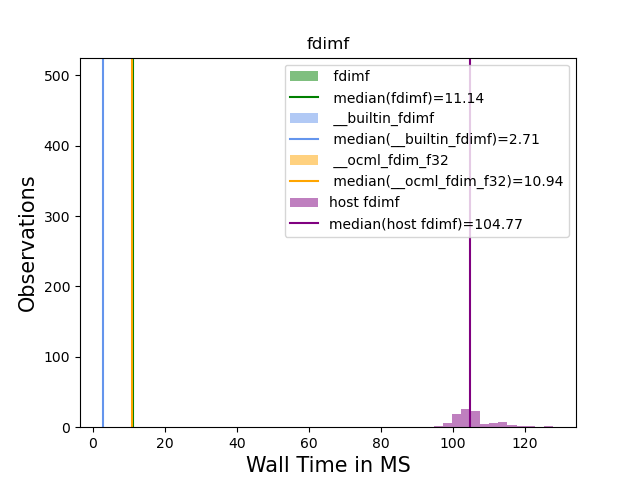 fdimf
500
400
300
200
100
0
Observations
fdimf
median(fdimf)=11.14
__builtin_fdimf
median(__builtin_fdimf)=2.71
__ocml_fdim_f32
median(__ocml_fdim_f32)=10.94
host fdimf
median(host fdimf)=104.77
0 20 40 60 80 100 120
Wall Time in MS